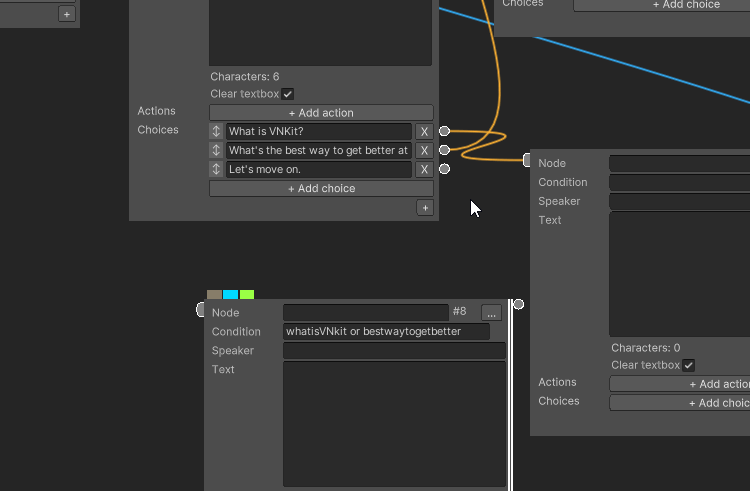 Choices
+ Add choice
+
Characters: 6
Clear textbox
Actions
+ Add action
Choices
What is VNKit?
X
What's the best way to get better at
X
Let's move on.
X
+ Add choice
+
Node
Condition
Speaker
Text
Characters: 0
Clear textbox
Actions
+ Add actio
Choices
+ Add choic
Node
#8
...
Condition
whatisVNkit or bestwaytogetbetter
Speaker
Text